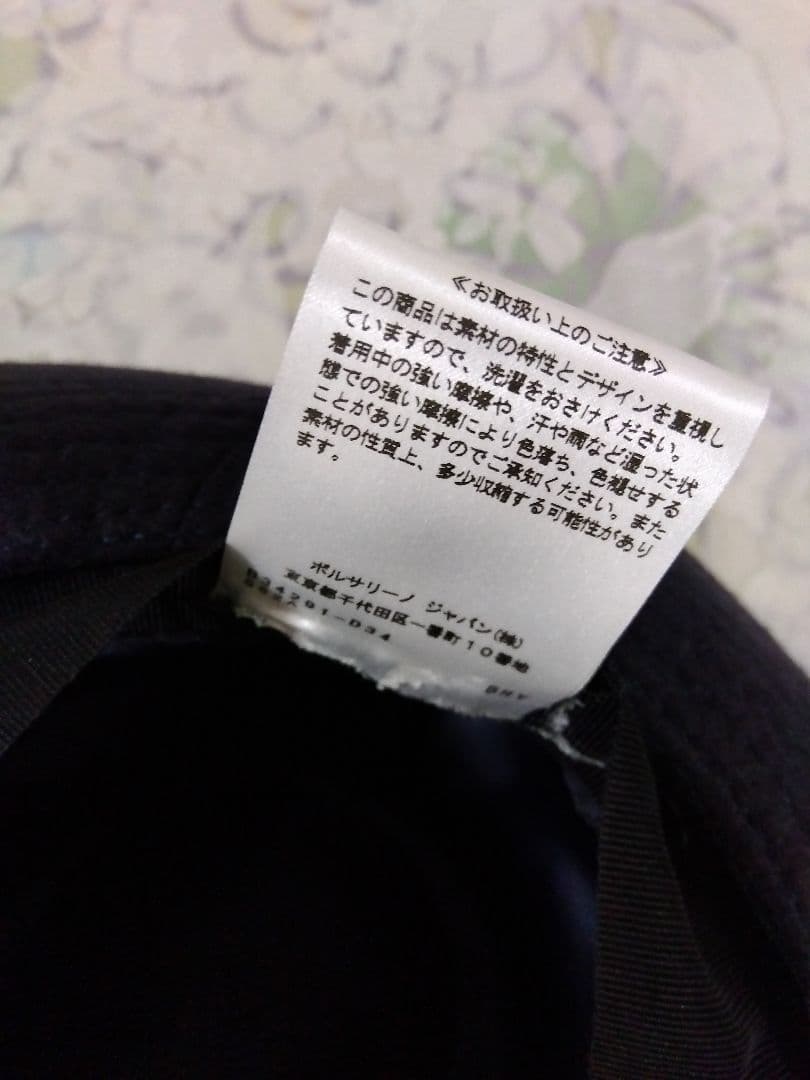 ≪お取扱い上のご注意≫
この商品は素材の特性とデザインを重視し
ていますので、洗濯をおさけください。
着用中の強い摩擦や、汗や雨など湿った状
態での強い摩擦により色落ち、色褪せする
ことがありますのでご承知ください。また
素材の性質上、多少収縮する可能性があり
ます。
ボルサリーノ ジャパン(株)
東京都千代田区一番町10番地